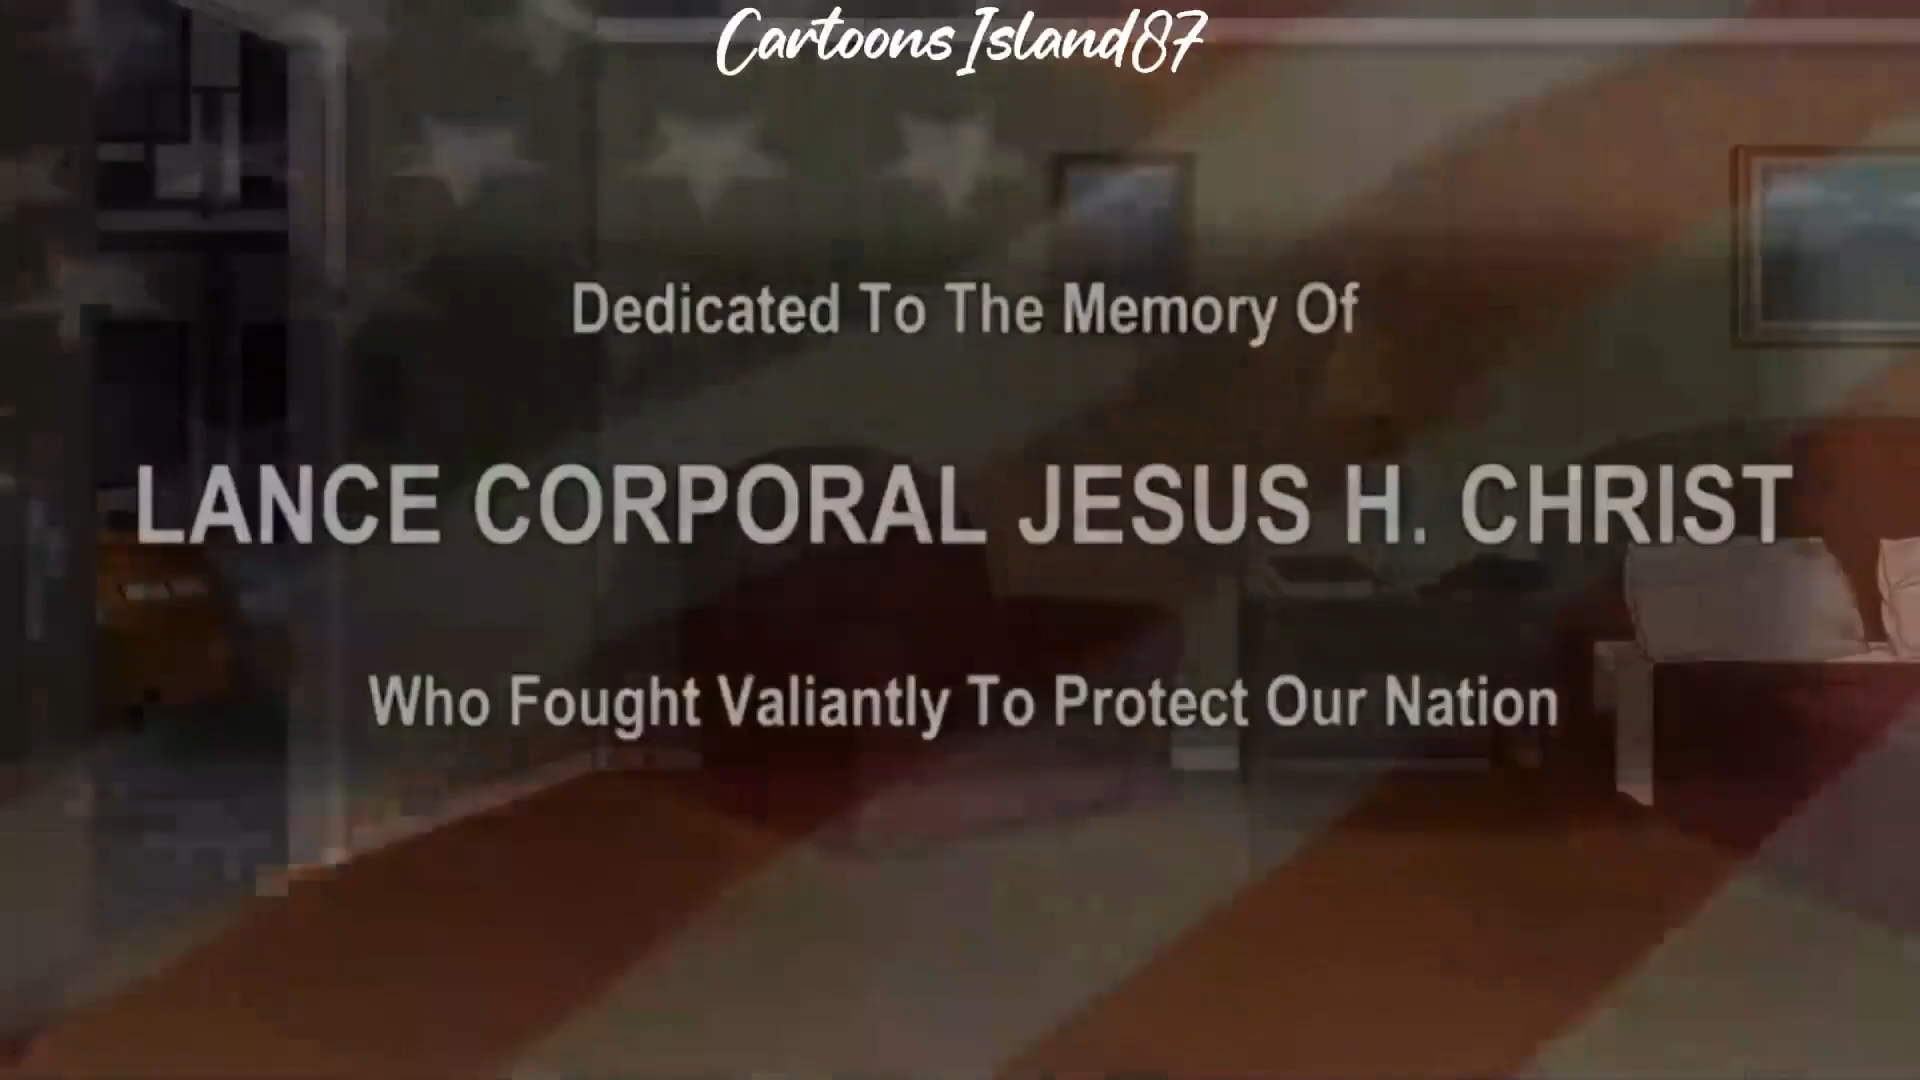 Cartoons Island87
Dedicated To The Memory Of
LANCE CORPORAL JESUS H. CHRIST
Who Fought Valiantly To Protect Our Nation